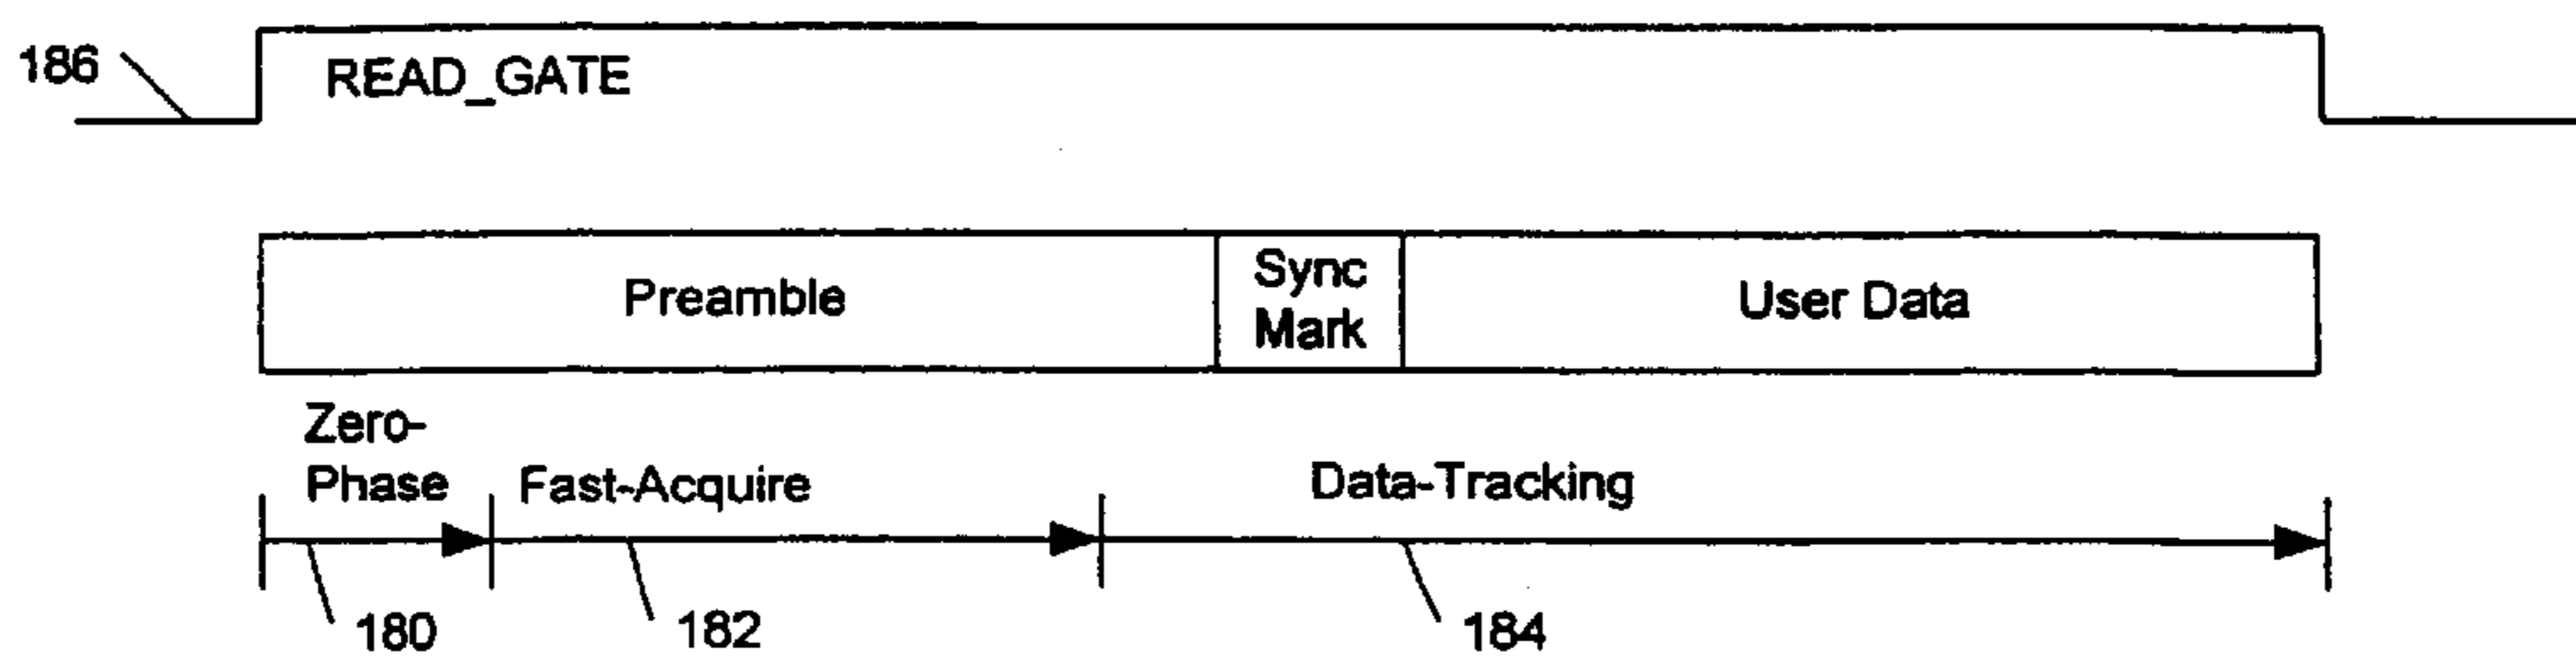 186
READ_GATE
Preamble
Sync
Mark
User Data
Zero-
Phase
Fast-Acquire
Data-Tracking
180
182
184